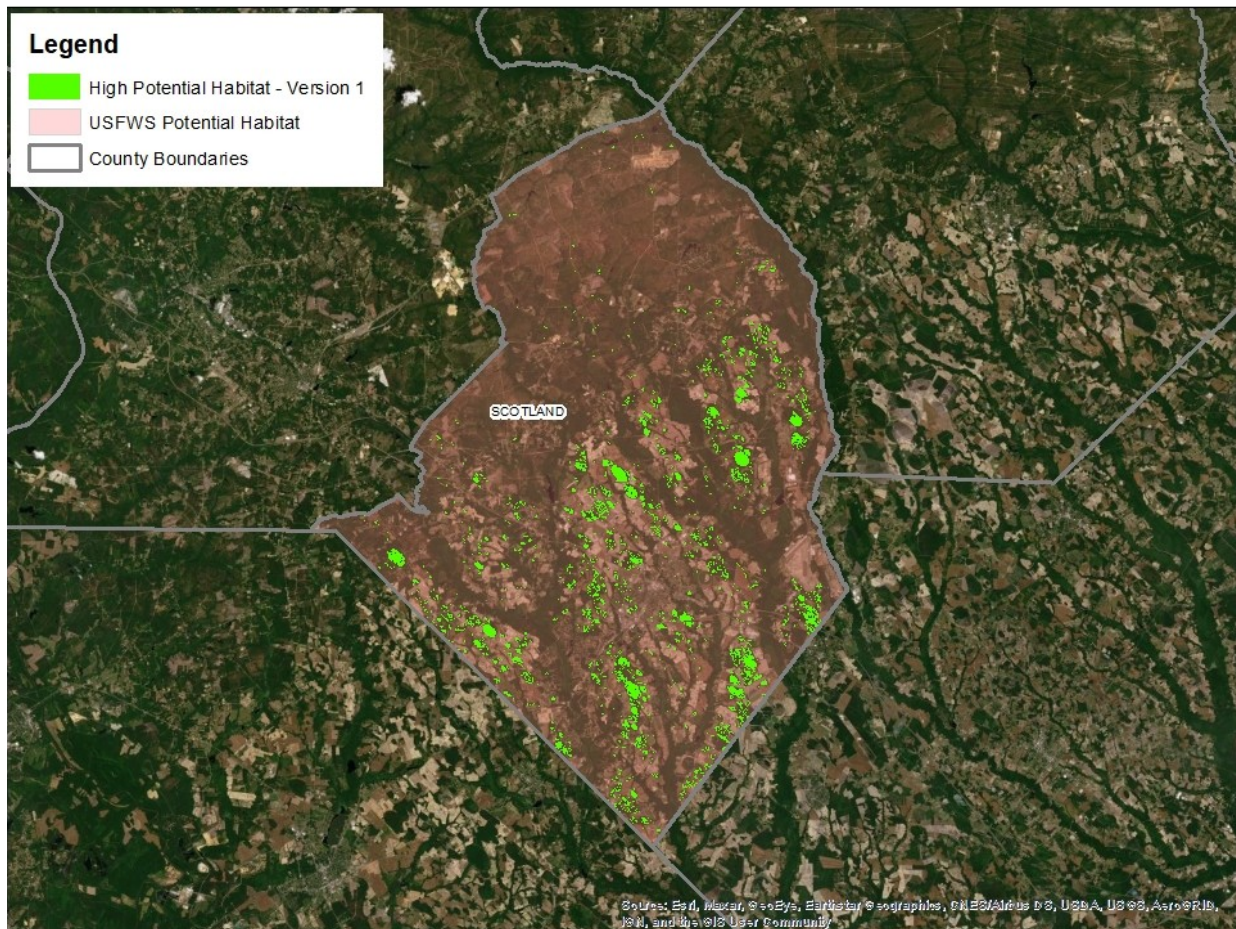 Legend
High Potential Habitat - Version 1
USFWS Potential Habitat
County Boundaries
SCOTLAND
Source: Esri, Maxar, GeoEye, Earthstar Geographics, CNES/Airbus DS, USDA, USGS, AeroGRID,
IGN, and the GIS User Community